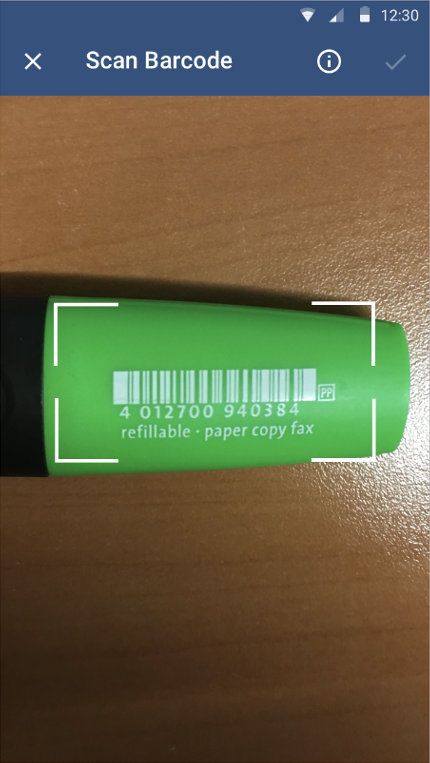 12:30
Scan Barcode
PP
4 012700 940384
refillable · paper copy fax